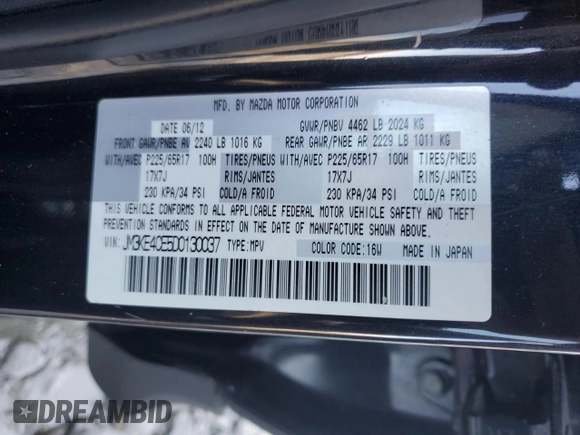 MFD. BY MAZDA MOTOR CORPORATION
DATE 06/12 GVWR/PNBV 4462 LB 2024 KG
FRONT GAWR/PNBE AV 2240 LB 1016 KG REAR GAWR/PNBE AR 2229 LB 1011 KG
WITH/AVEC P225/65R17 100H TIRES/PNEUS WITH/AVEC P225/65R17 100H TIRES/PNEUS
17X7J RIMS/JANTES 17X7J RIMS/JANTES
230 KPA/34 PSI COLD/A FROID 230 KPA/34 PSI COLD/A FROID
THIS VEHICLE CONFORMS TO ALL APPLICABLE FEDERAL MOTOR VEHICLE SAFETY AND THEFT
PREVENTION STANDARDS IN EFFECT ON THE DATE OF MANUFACTURE SHOWN ABOVE.
VIN: JM3KE4CE5D0130037 TYPE: MPV COLOR CODE: 16W MADE IN JAPAN
DREAMBID